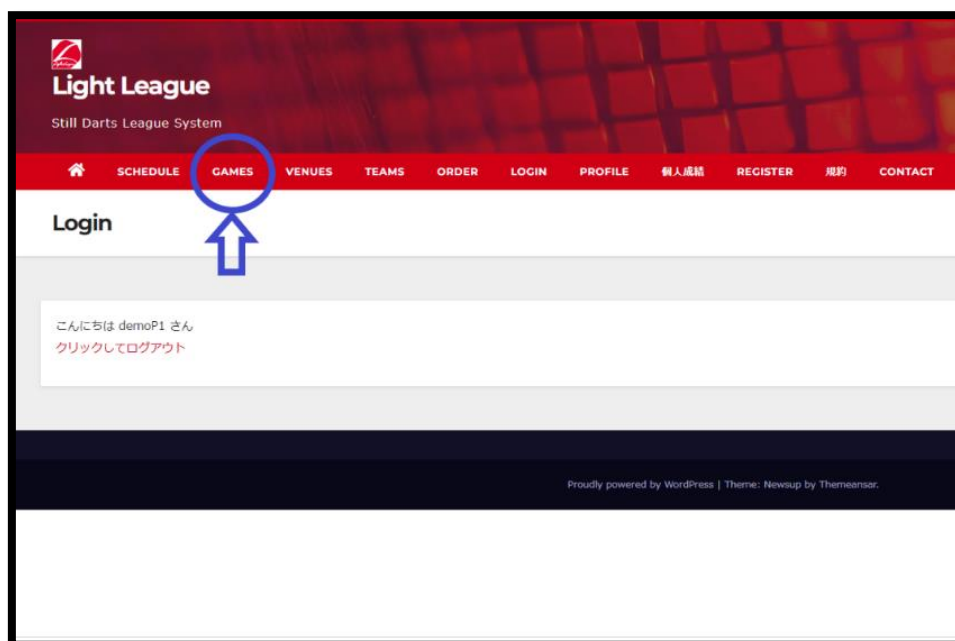 Light League
Still Darts League System
SCHEDULE GAMES VENUES TEAMS ORDER LOGIN PROFILE 個人成績 REGISTER 規約 CONTACT
Login
こんにちは demoP1 さん
クリックしてログアウト
Proudly powered by WordPress | Theme: Newsup by Themeansar.